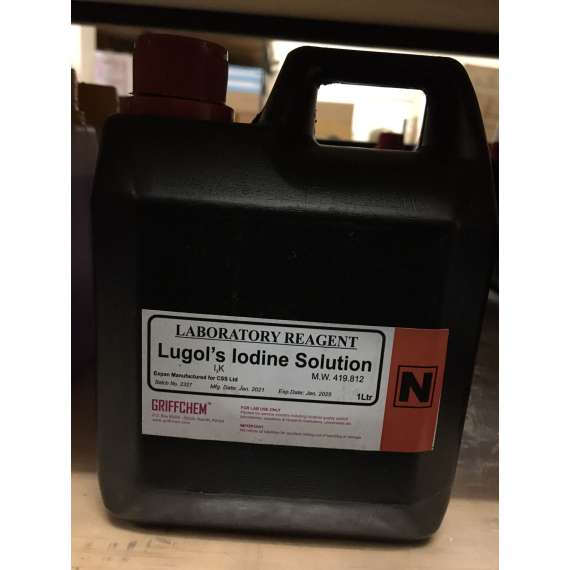 LABORATORY REAGENT
Lugol's Iodine Solution
I₃K
M.W. 419.812
Expan Manufactured for CSS Ltd
Batch No. 2327 Mfg. Date: Jan. 2021 Exp Date: Jan. 2025 1Ltr
N
GRIFFCHEM™
FOR LAB USE ONLY
IMPORTANT